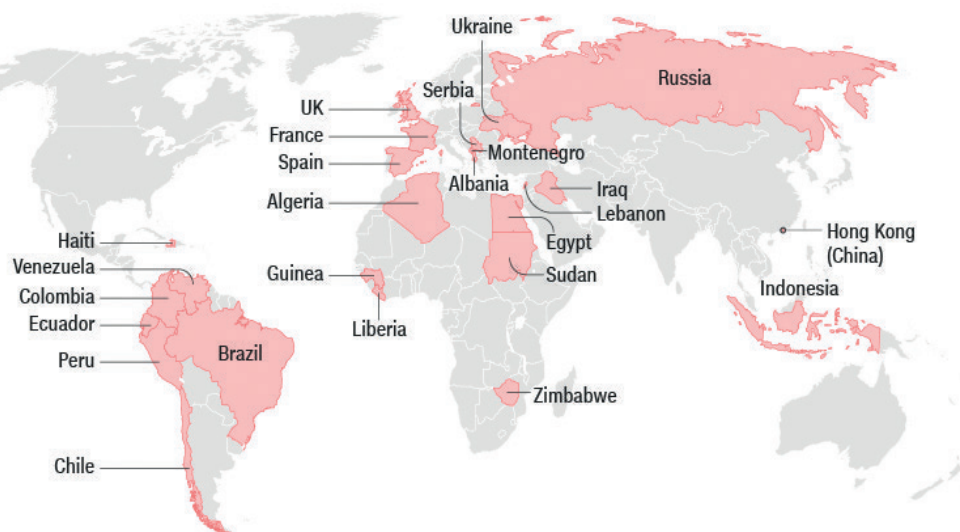 Ukraine
Russia
Serbia
UK
France
Spain
Montenegro
Albania
Algeria
Iraq
Lebanon
Haiti
Hong Kong
(China)
Egypt
Venezuela
Guinea
Sudan
Colombia
Indonesia
Ecuador
Liberia
Brazil
Peru
Zimbabwe
Chile